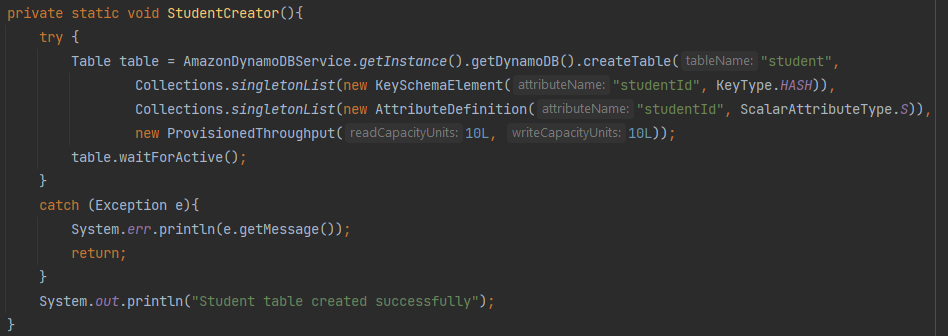 private static void StudentCreator(){
try {
Table table = AmazonDynamoDBService.getInstance().getDynamoDB().createTable( tableName: "student",
Collections.singletonList(new KeySchemaElement( attributeName: "studentId", KeyType.HASH)),
Collections.singletonList(new AttributeDefinition( attributeName: "studentId", ScalarAttributeType.S)),
new ProvisionedThroughput( readCapacityUnits: 10L, writeCapacityUnits: 10L));
table.waitForActive();
}
catch (Exception e){
System.err.println(e.getMessage());
return;
}
System.out.println("Student table created successfully");
}